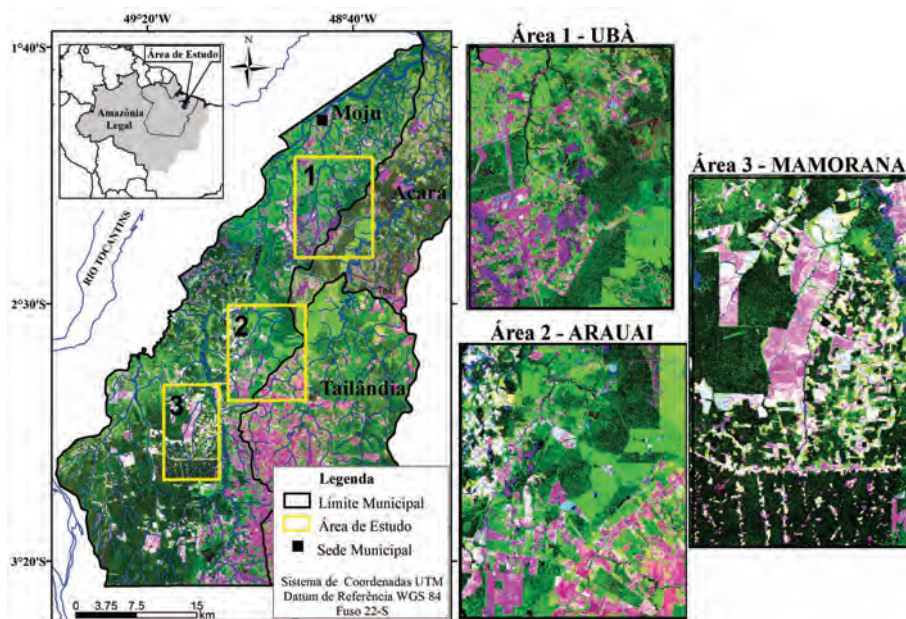 49°20'W
48°40'W
1°40'S
2°30'S
3°20'S
Área de Estudo
Amazônia
Legal
N
Moju
Acará
Tailândia
RIO TOCANTINS
1
2
3
Legenda
Límite Municipal
Área de Estudo
Sede Municipal
Sistema de Coordenadas UTM
Datum de Referência WGS 84
Fuso 22-S
0 3.75 7.5 15
km
Área 1 - UBÀ
Área 2 - ARAUAI
Área 3 - MAMORANA